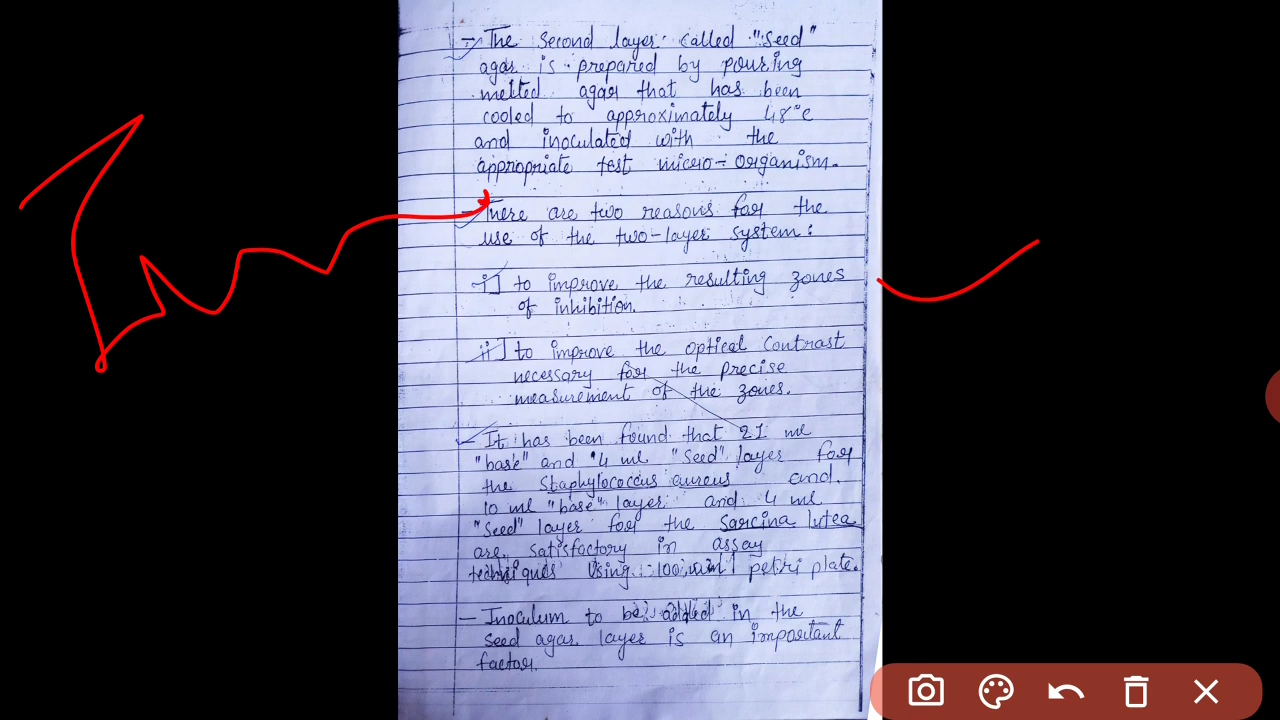 - The Second layer called "Seed"
agar is prepared by pouring
melted agar that has been
cooled to approximately 48°c
and inoculated with the
appropriate test micro-organism.
- There are two reasons for the
use of the two-layer system:
i] to improve the resulting zones
of inhibition.
ii] to improve the optical contrast
necessary for the precise
measurement of the zones.
- It has been found that 21 ml
"base" and 4 ml "Seed" layer for
the Staphylococcus aureus and
10 ml "base" layer and 4 ml
"Seed" layer for the Sarcina lutea
are satisfactory in assay
techniques Using 100 mm petri plate.
- Inoculum to be added in the
Seed agar layer is an important
factor.